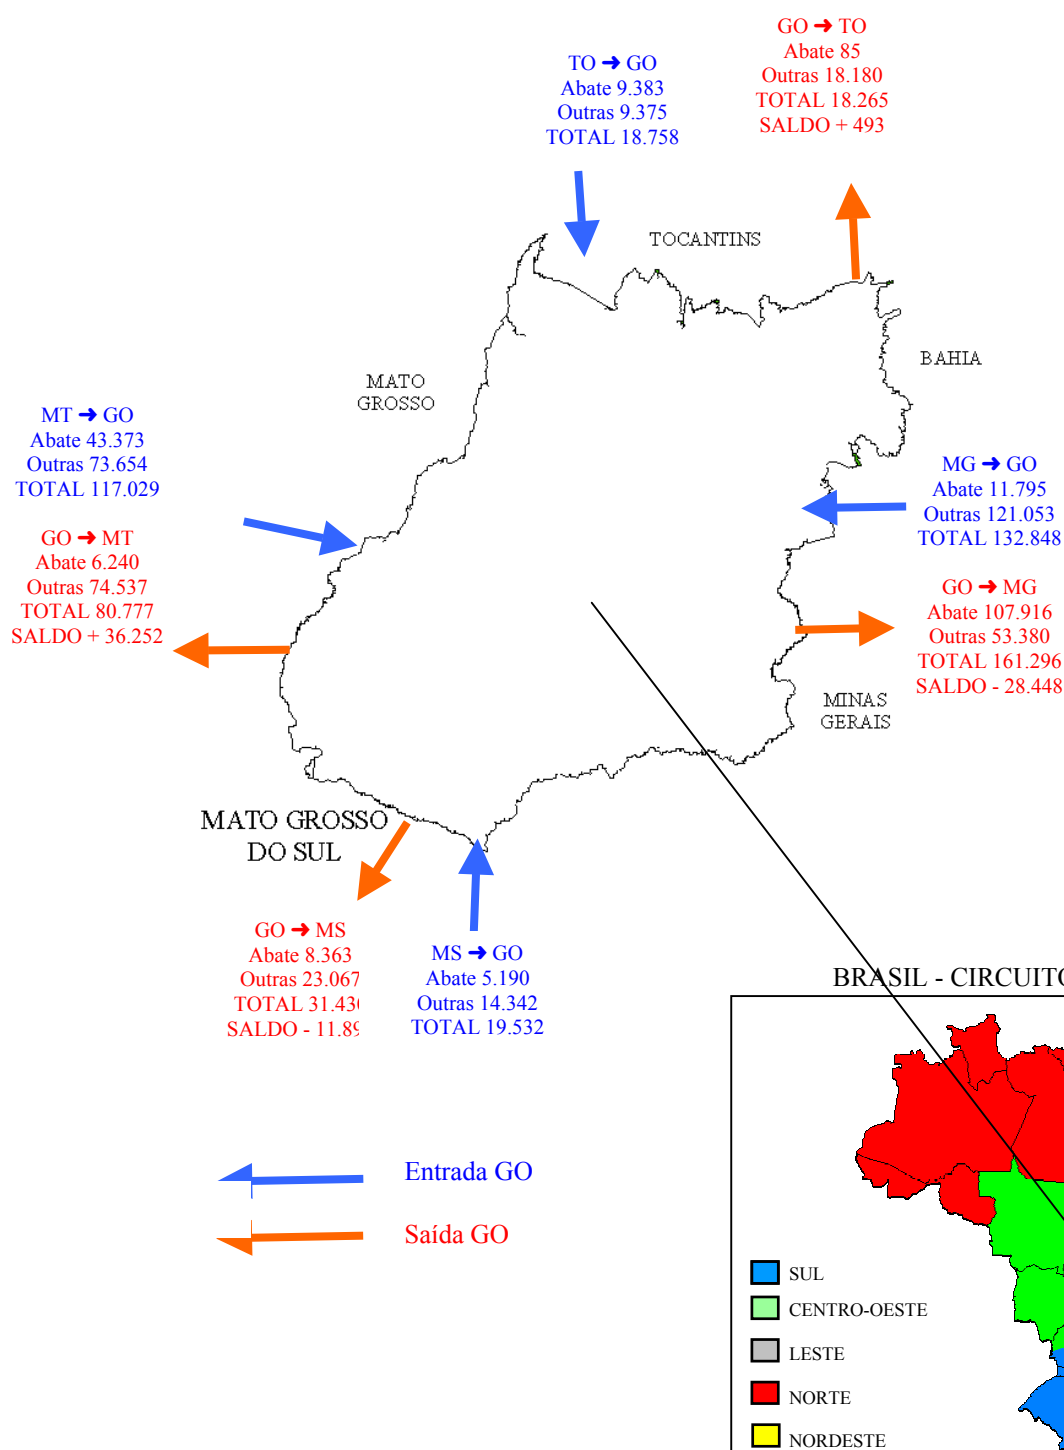 GO ➔ TO
Abate 85
Outras 18.180
TOTAL 18.265
SALDO + 493
TO ➔ GO
Abate 9.383
Outras 9.375
TOTAL 18.758
TOCANTINS
BAHIA
MATO
GROSSO
MT ➔ GO
Abate 43.373
Outras 73.654
TOTAL 117.029
GO ➔ MT
Abate 6.240
Outras 74.537
TOTAL 80.777
SALDO + 36.252
MG ➔ GO
Abate 11.795
Outras 121.053
TOTAL 132.848
GO ➔ MG
Abate 107.916
Outras 53.380
TOTAL 161.296
SALDO - 28.448
MINAS
GERAIS
MATO GROSSO
DO SUL
GO ➔ MS
Abate 8.363
Outras 23.067
TOTAL 31.430
SALDO - 11.89
MS ➔ GO
Abate 5.190
Outras 14.342
TOTAL 19.532
Entrada GO
Saída GO
BRASIL - CIRCUITO
SUL
CENTRO-OESTE
LESTE
NORTE
NORDESTE